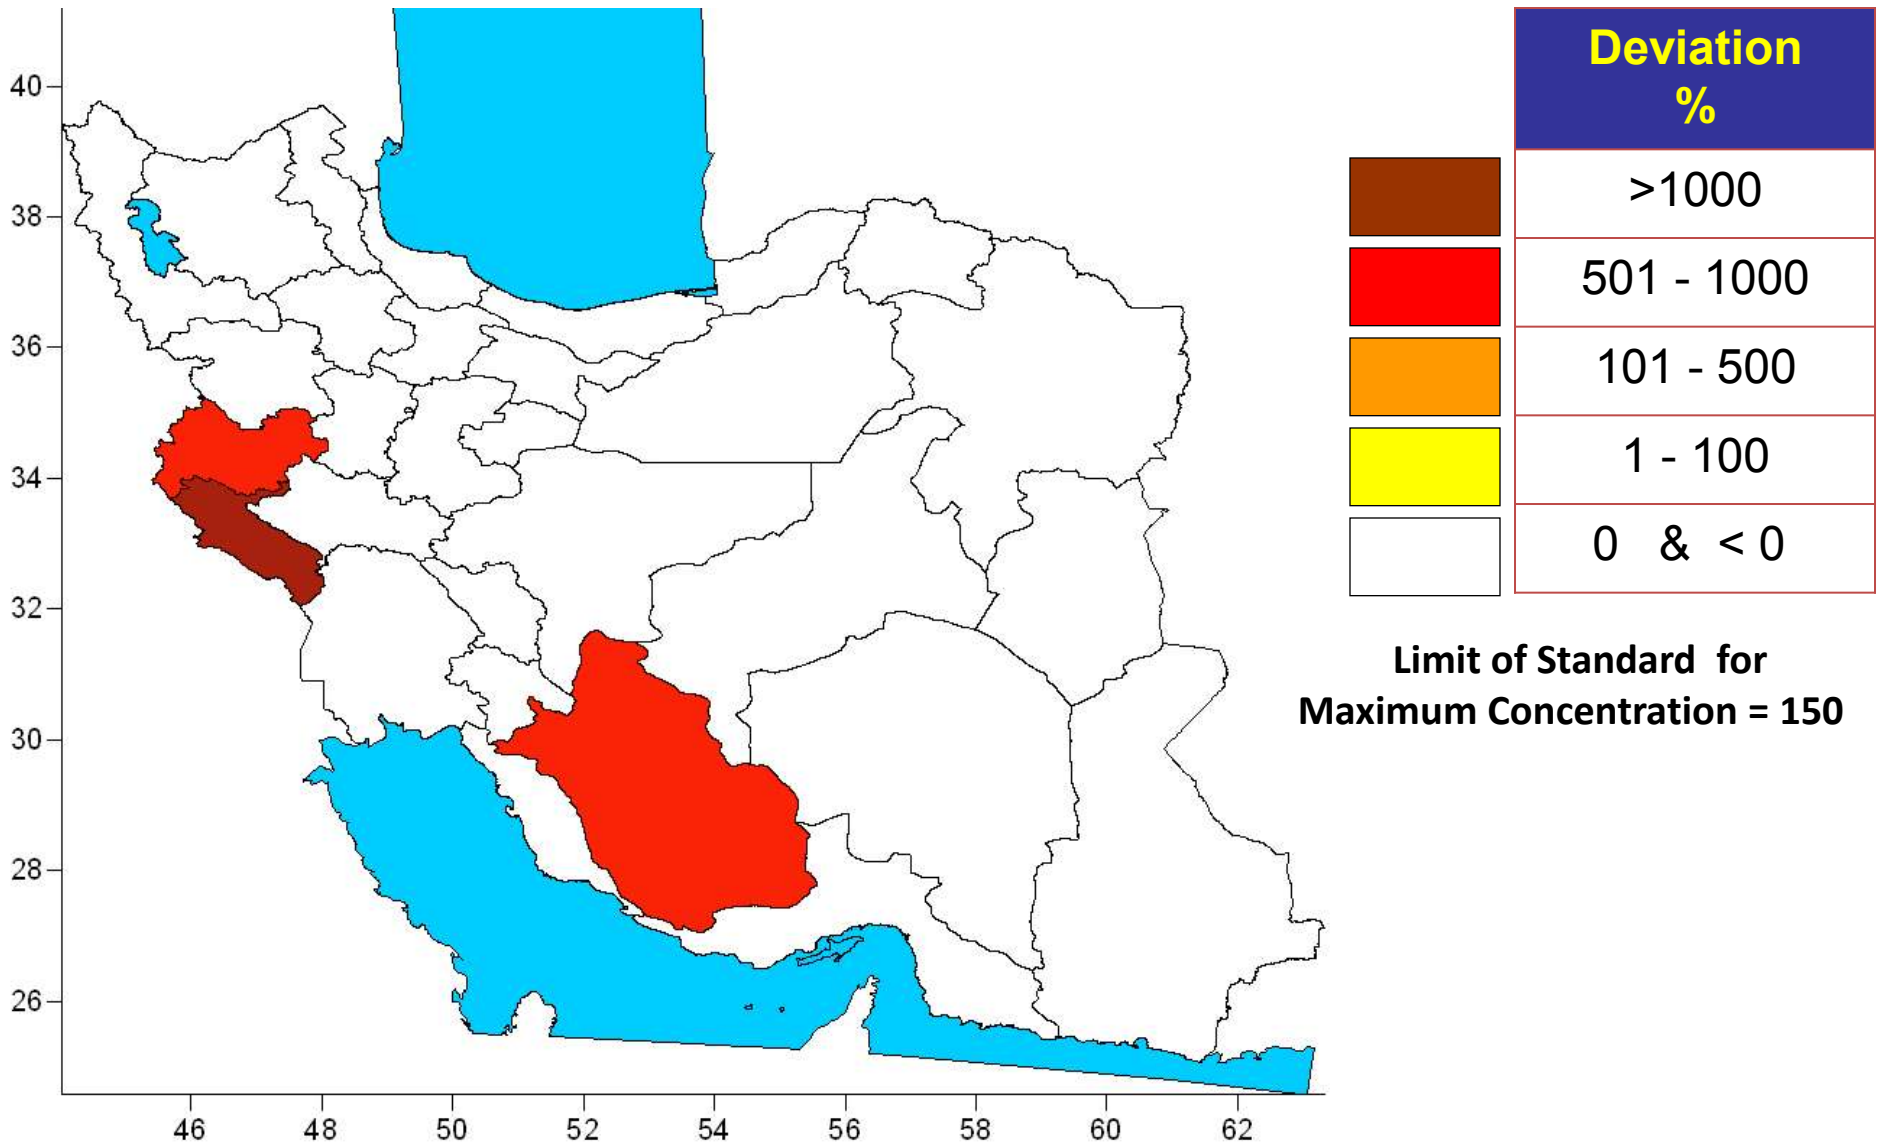 Deviation
%
>1000
501 - 1000
101 - 500
1 - 100
0 & < 0
Limit of Standard for
Maximum Concentration = 150
40
38
36
34
32
30
28
26
46 48 50 52 54 56 58 60 62